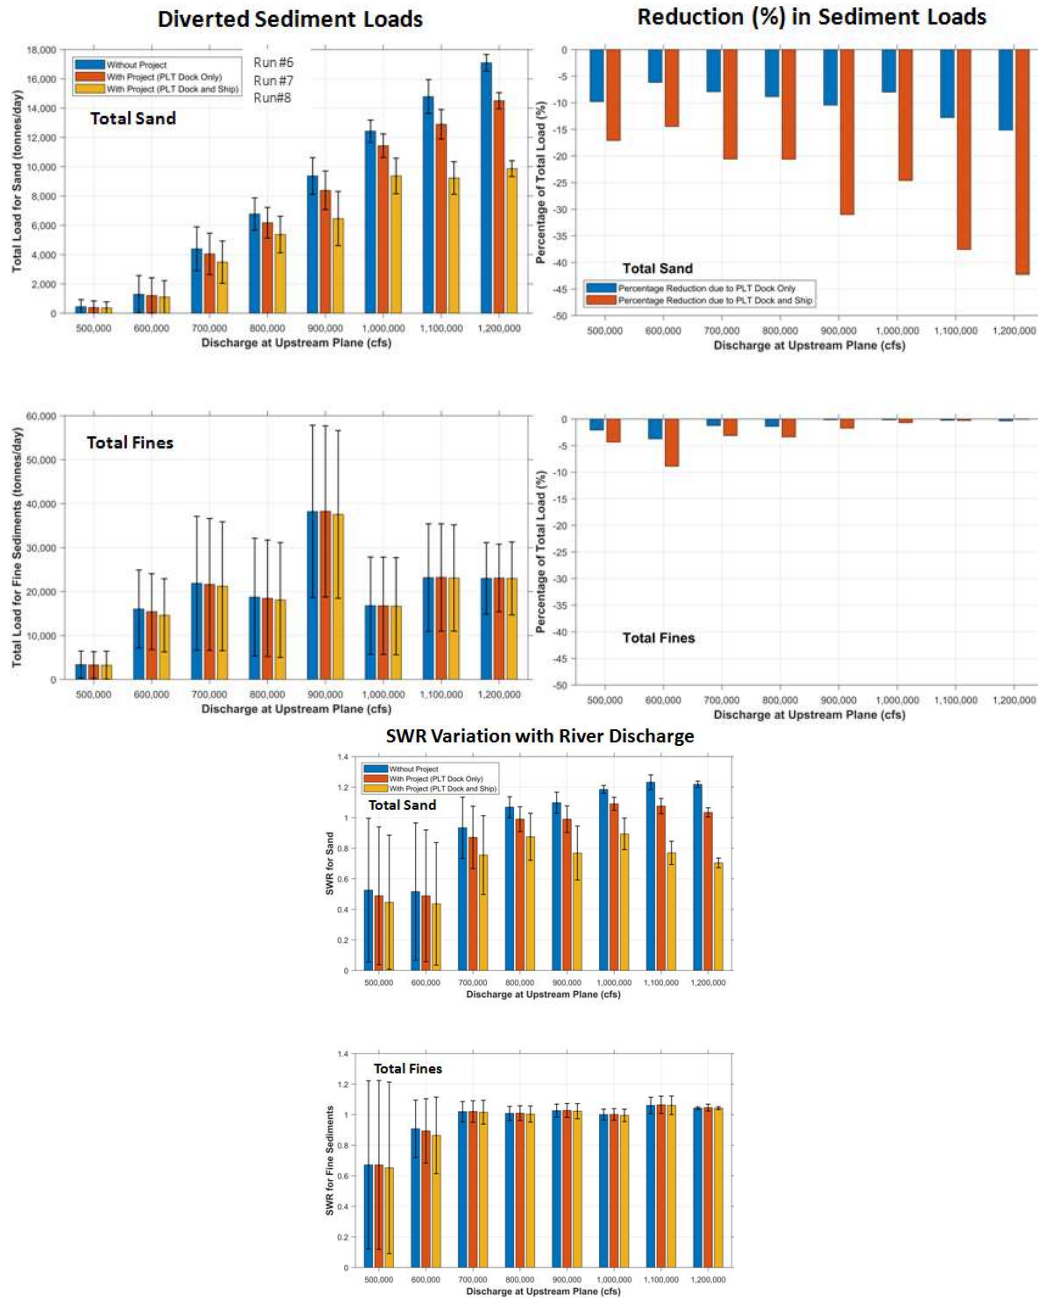 Diverted Sediment Loads
Reduction (%) in Sediment Loads
18,000
16,000
14,000
12,000
10,000
8,000
6,000
4,000
2,000
0
Total Load for Sand (tonnes/day)
Without Project
With Project (PLT Dock Only)
With Project (PLT Dock and Ship)
Run #6
Run #7
Run#8
Total Sand
500,000 600,000 700,000 800,000 900,000 1,000,000 1,100,000 1,200,000
Discharge at Upstream Plane (cfs)
0
-5
-10
-15
-20
-25
-30
-35
-40
-45
-50
Percentage of Total Load (%)
Total Sand
Percentage Reduction due to PLT Dock Only
Percentage Reduction due to PLT Dock and Ship
500,000 600,000 700,000 800,000 900,000 1,000,000 1,100,000 1,200,000
Discharge at Upstream Plane (cfs)
60,000
50,000
40,000
30,000
20,000
10,000
0
Total Load for Fine Sediments (tonnes/day)
Total Fines
500,000 600,000 700,000 800,000 900,000 1,000,000 1,100,000 1,200,000
Discharge at Upstream Plane (cfs)
0
-5
-10
-15
-20
-25
-30
-35
-40
-45
-50
Percentage of Total Load (%)
Total Fines
500,000 600,000 700,000 800,000 900,000 1,000,000 1,100,000 1,200,000
Discharge at Upstream Plane (cfs)
SWR Variation with River Discharge
1.4
1.2
1
0.8
0.6
0.4
0.2
0
SWR for Sand
Without Project
With Project (PLT Dock Only)
With Project (PLT Dock and Ship)
Total Sand
500,000 600,000 700,000 800,000 900,000 1,000,000 1,100,000 1,200,000
Discharge at Upstream Plane (cfs)
1.4
1.2
1
0.8
0.6
0.4
0.2
0
SWR for Fine Sediments
Total Fines
500,000 600,000 700,000 800,000 900,000 1,000,000 1,100,000 1,200,000
Discharge at Upstream Plane (cfs)